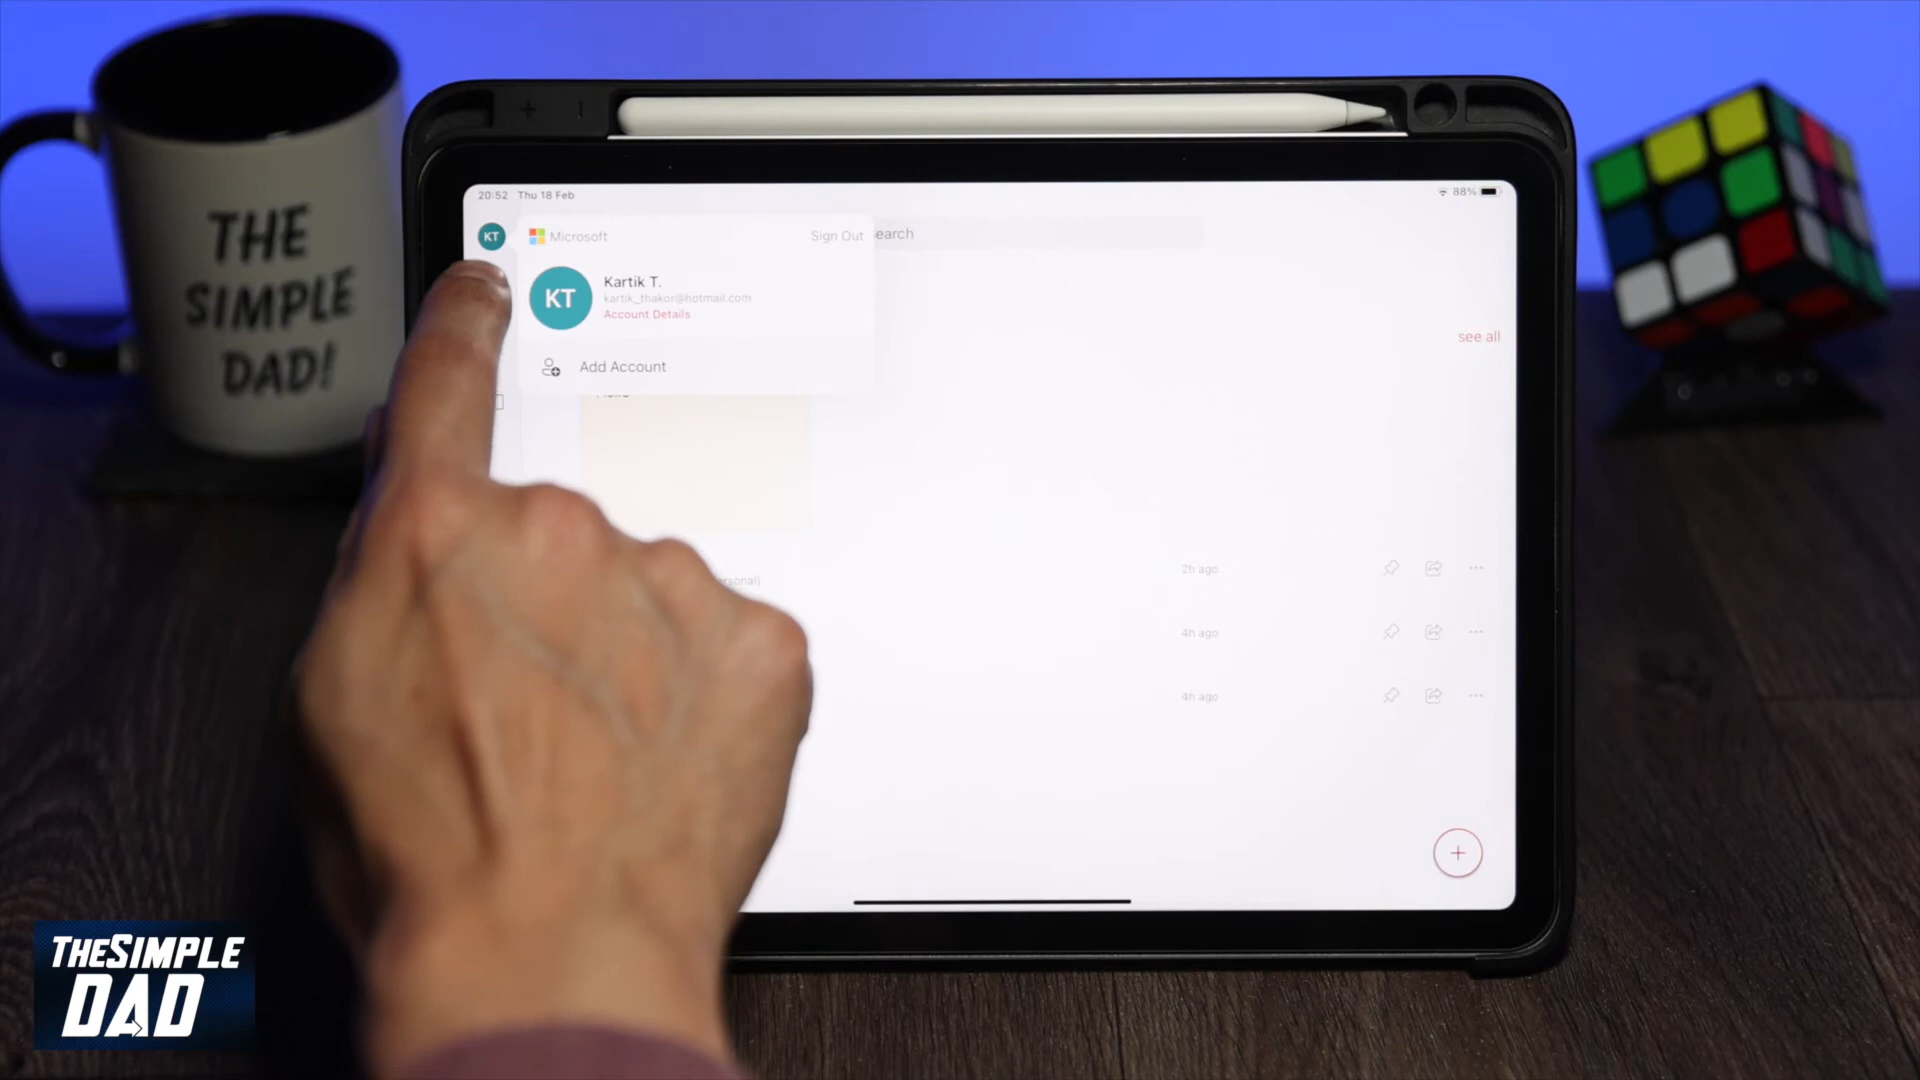 THE
SIMPLE
DAD!
20:52 Thu 18 Feb
88%
KT
Microsoft
Sign Out
earch
KT
Kartik T.
kartik_thakor@hotmail.com
Account Details
see all
Add Account
2h ago
ersonal)
4h ago
4h ago
THESIMPLE
DAD